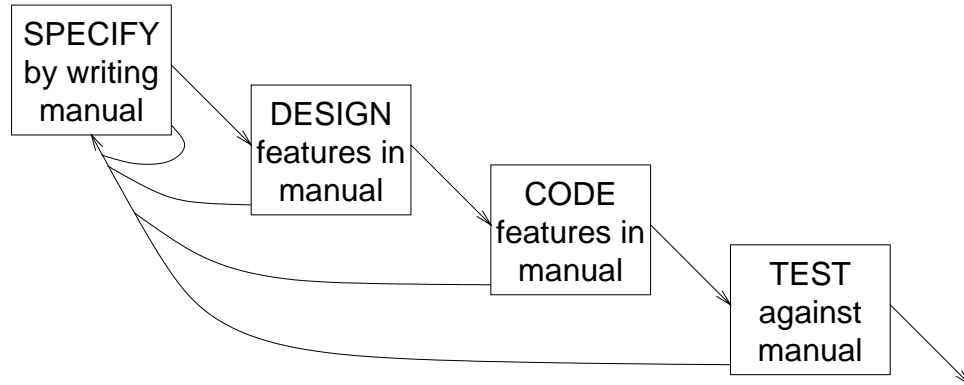 SPECIFY
by writing
manual
DESIGN
features in
manual
CODE
features in
manual
TEST
against
manual